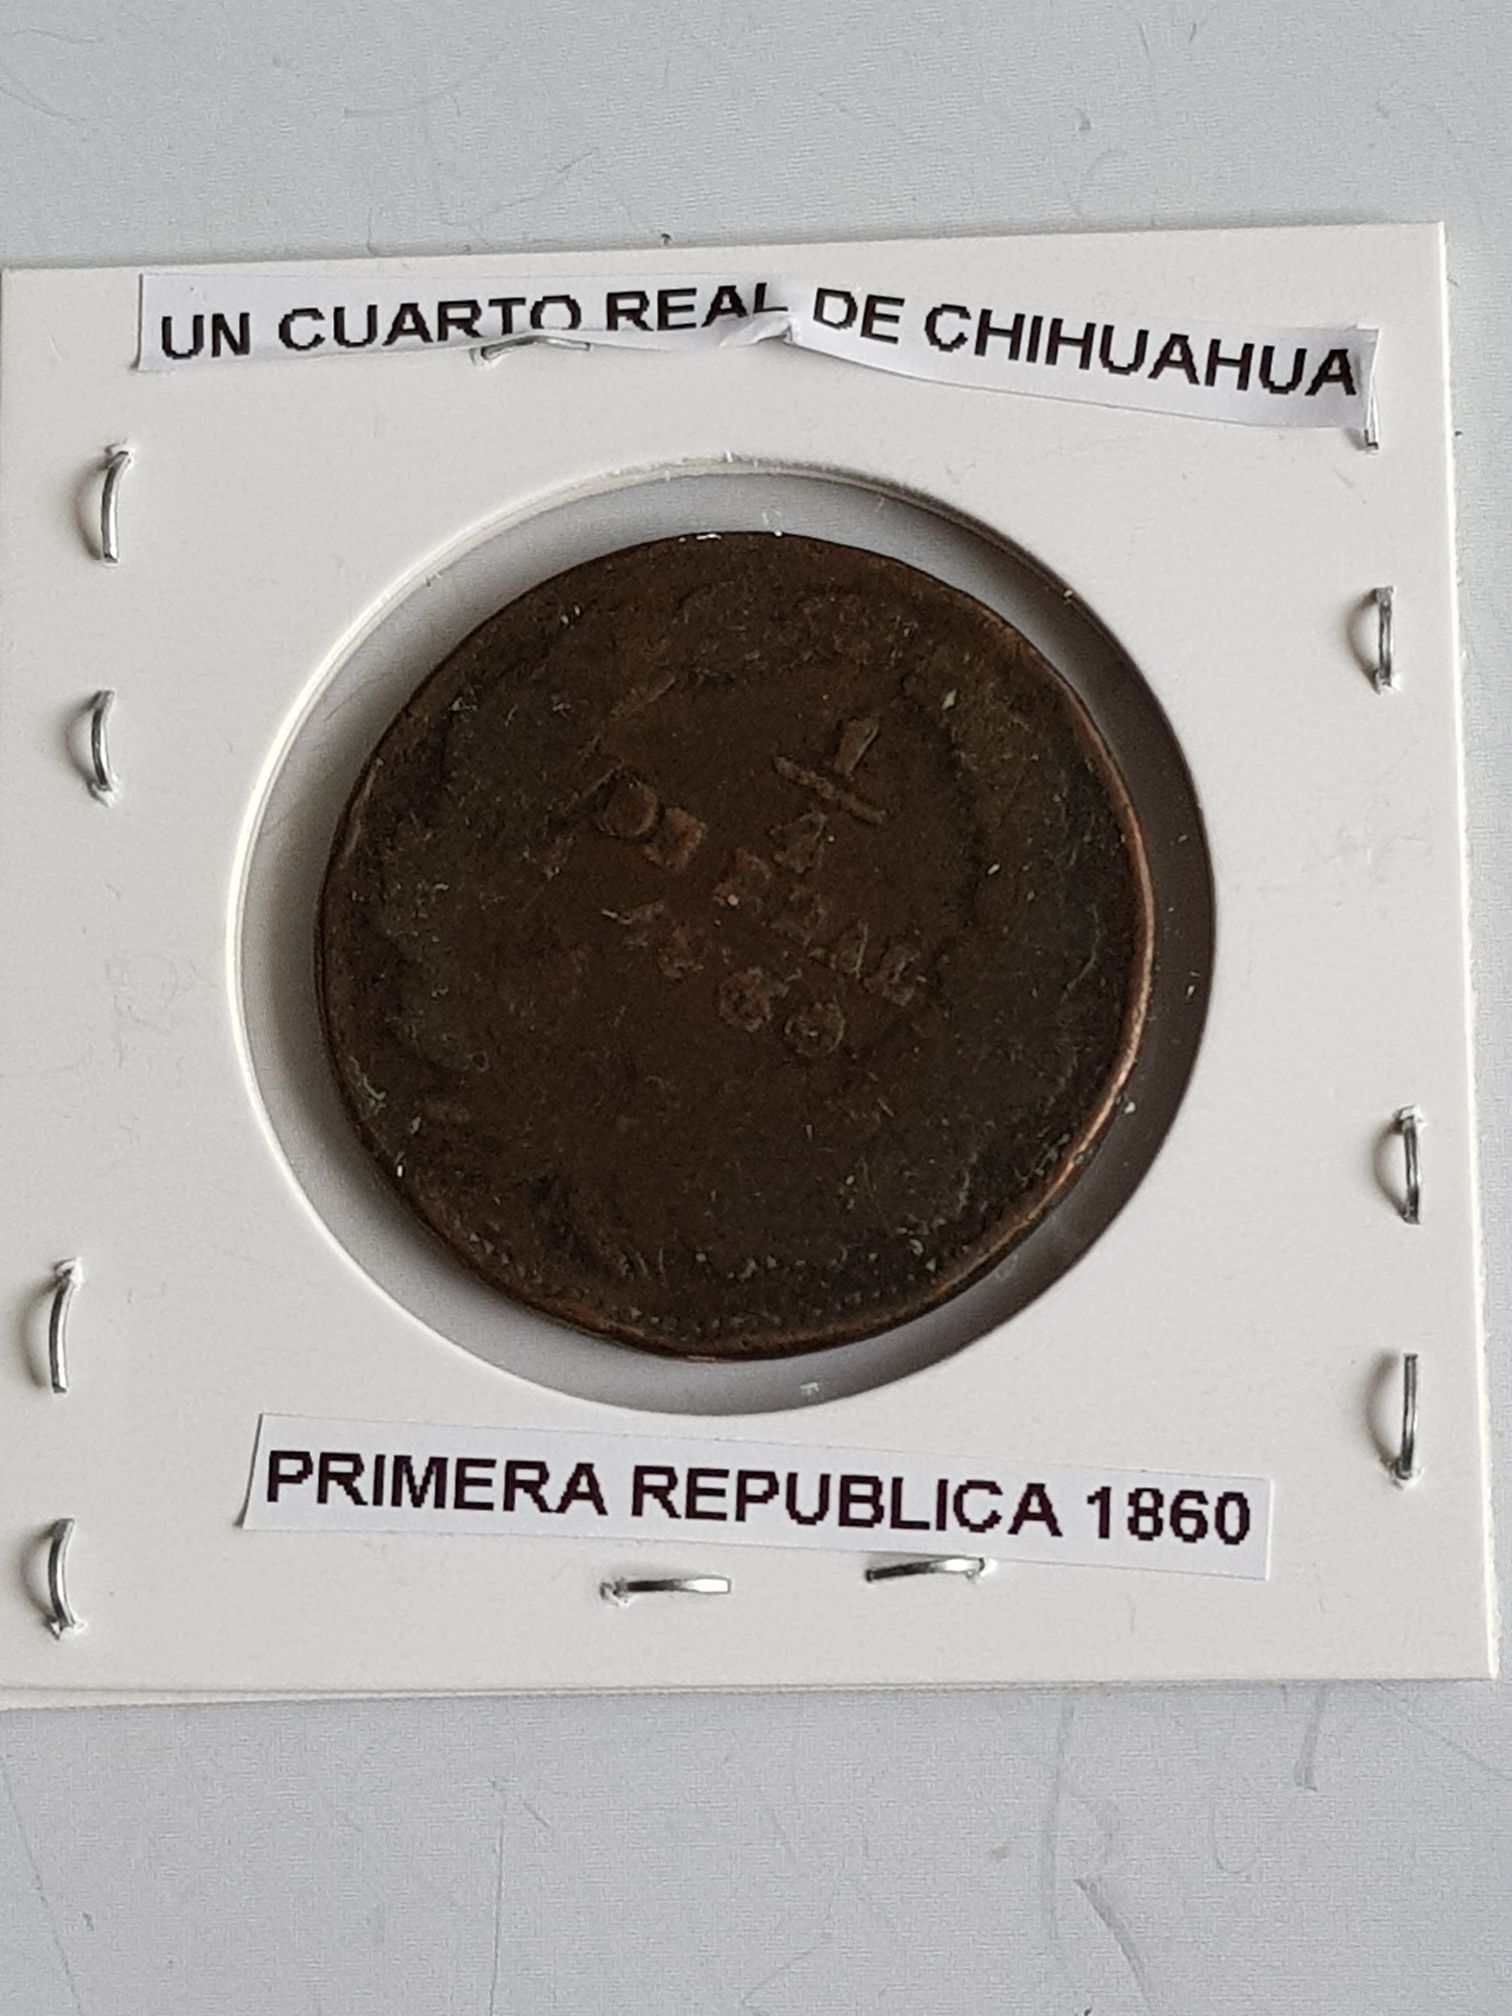 UN CUARTO REAL DE CHIHUAHUA
1
4
DE REAL
1860
PRIMERA REPUBLICA 1860